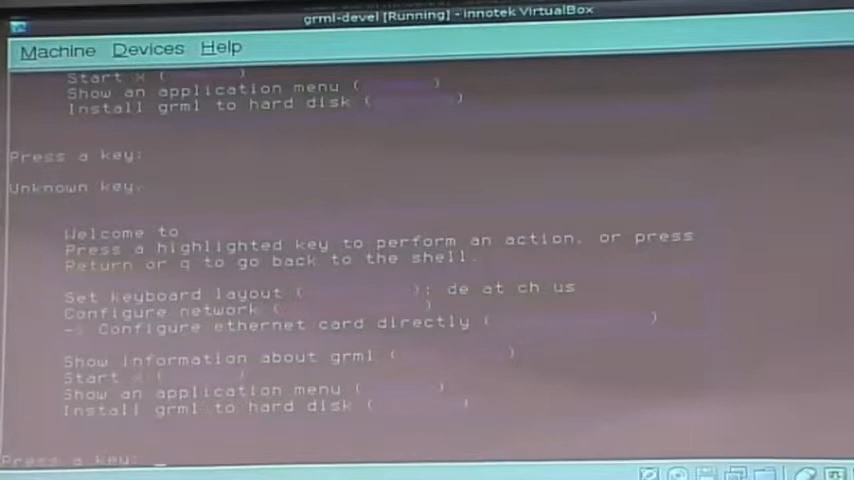 grml-devel [Running] - innotek VirtualBox
Machine Devices Help
Start x ( )
Show an application menu ( )
Install grml to hard disk ( )
Press a key:
Unknown key.
Welcome to
Press a highlighted key to perform an action, or press
Return or q to go back to the shell.
Set keyboard layout ( ): de at ch us
Configure network ( )
-> Configure ethernet card directly ( )
Show information about grml ( )
Start x ( )
Show an application menu ( )
Install grml to hard disk ( )
Press a key: _